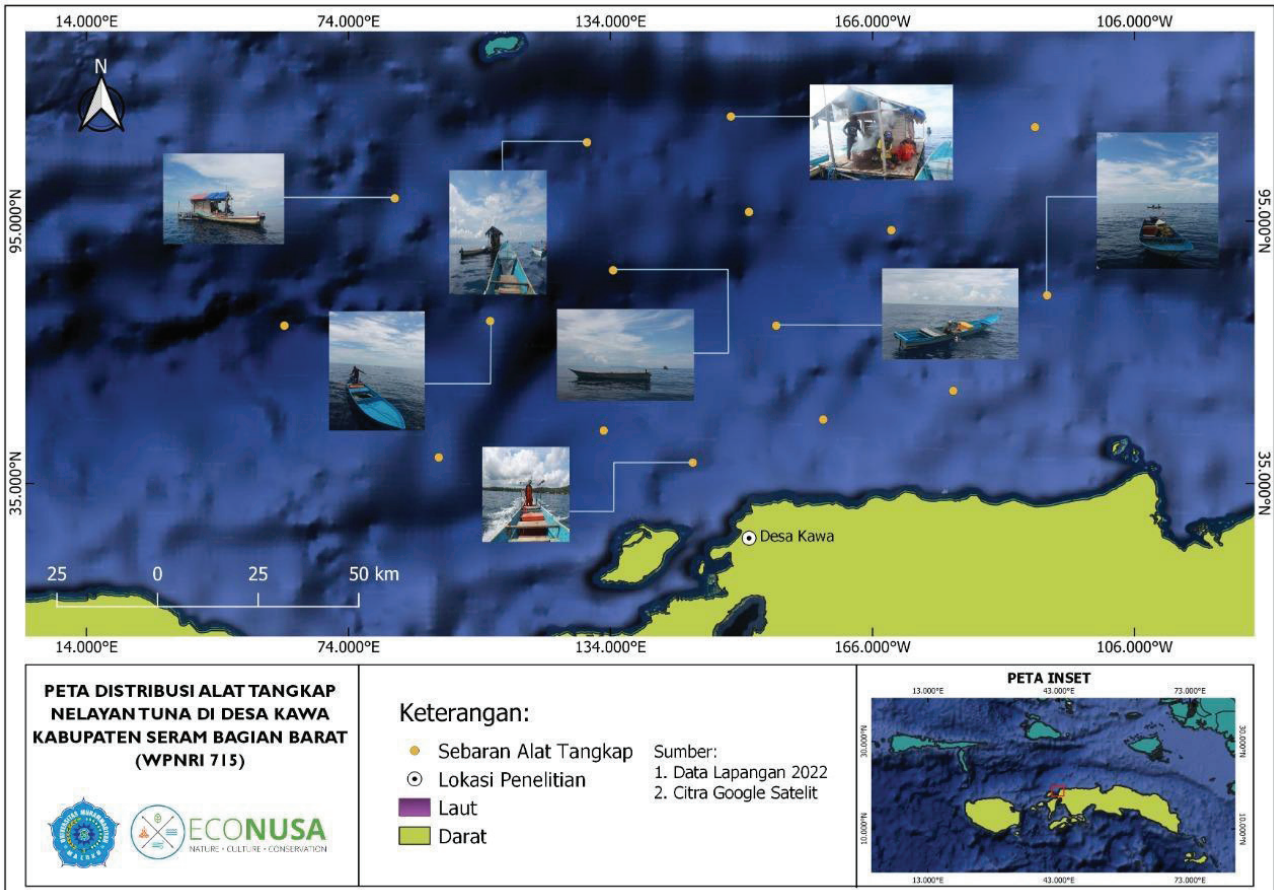 14.000°E 74.000°E 134.000°E 166.000°W 106.000°W
N
95.000°N
95.000°N
35.000°N
35.000°N
Desa Kawa
25 0 25 50 km
14.000°E 74.000°E 134.000°E 166.000°W 106.000°W
PETA DISTRIBUSI ALAT TANGKAP
NELAYAN TUNA DI DESA KAWA
KABUPATEN SERAM BAGIAN BARAT
(WPNRI 715)
ECONUSA
NATURE • CULTURE • CONSERVATION
Keterangan:
Sebaran Alat Tangkap
Lokasi Penelitian
Laut
Darat
Sumber:
1. Data Lapangan 2022
2. Citra Google Satelit
PETA INSET
13.000°E 43.000°E 73.000°E
30.000°N
30.000°N
10.000°N
10.000°N
13.000°E 43.000°E 73.000°E